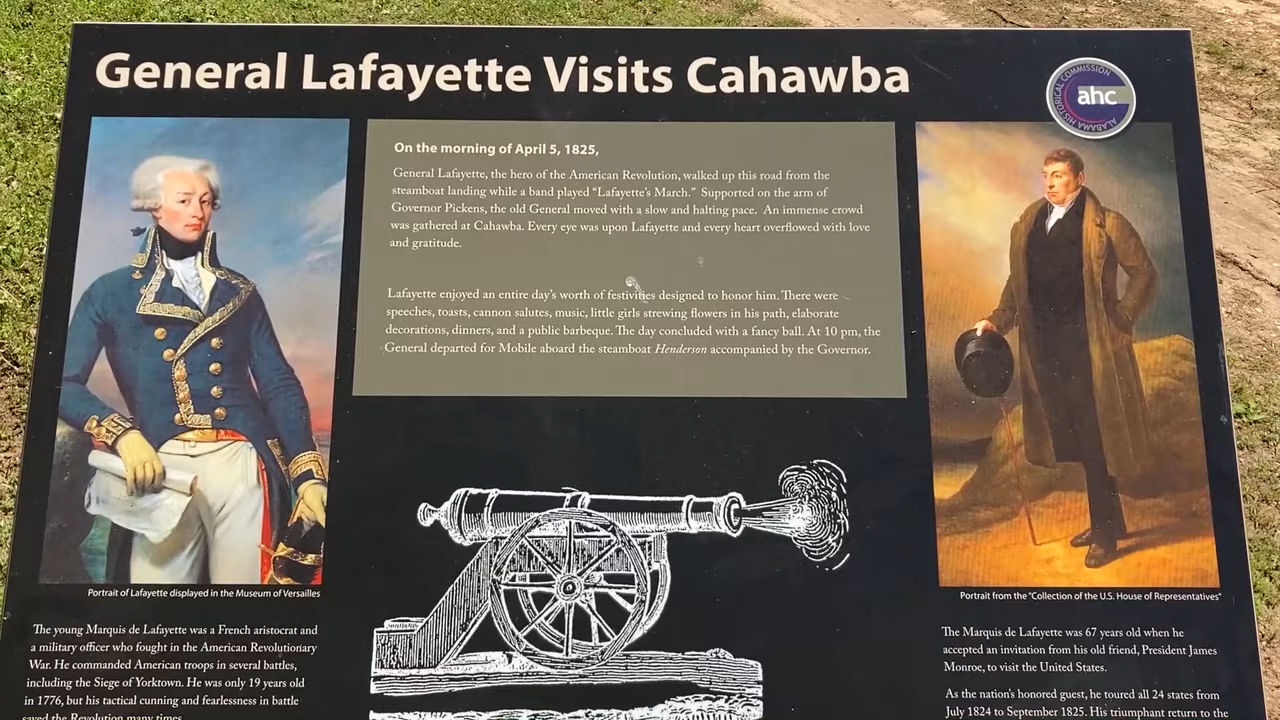 General Lafayette Visits Cahawba
ALABAMA HISTORICAL COMMISSION
ahc
On the morning of April 5, 1825,
General Lafayette, the hero of the American Revolution, walked up this road from the
steamboat landing while a band played “Lafayette’s March.” Supported on the arm of
Governor Pickens, the old General moved with a slow and halting pace. An immense crowd
was gathered at Cahawba. Every eye was upon Lafayette and every heart overflowed with love
and gratitude.
Lafayette enjoyed an entire day’s worth of festivities designed to honor him. There were
speeches, toasts, cannon salutes, music, little girls strewing flowers in his path, elaborate
decorations, dinners, and a public barbeque. The day concluded with a fancy ball. At 10 pm, the
General departed for Mobile aboard the steamboat Henderson accompanied by the Governor.
Portrait of Lafayette displayed in the Museum of Versailles
The young Marquis de Lafayette was a French aristocrat and
a military officer who fought in the American Revolutionary
War. He commanded American troops in several battles,
including the Siege of Yorktown. He was only 19 years old
in 1776, but his tactical cunning and fearlessness in battle
saved the Revolution many times.
Portrait from the “Collection of the U.S. House of Representatives”
The Marquis de Lafayette was 67 years old when he
accepted an invitation from his old friend, President James
Monroe, to visit the United States.
As the nation’s honored guest, he toured all 24 states from
July 1824 to September 1825. His triumphant return to the